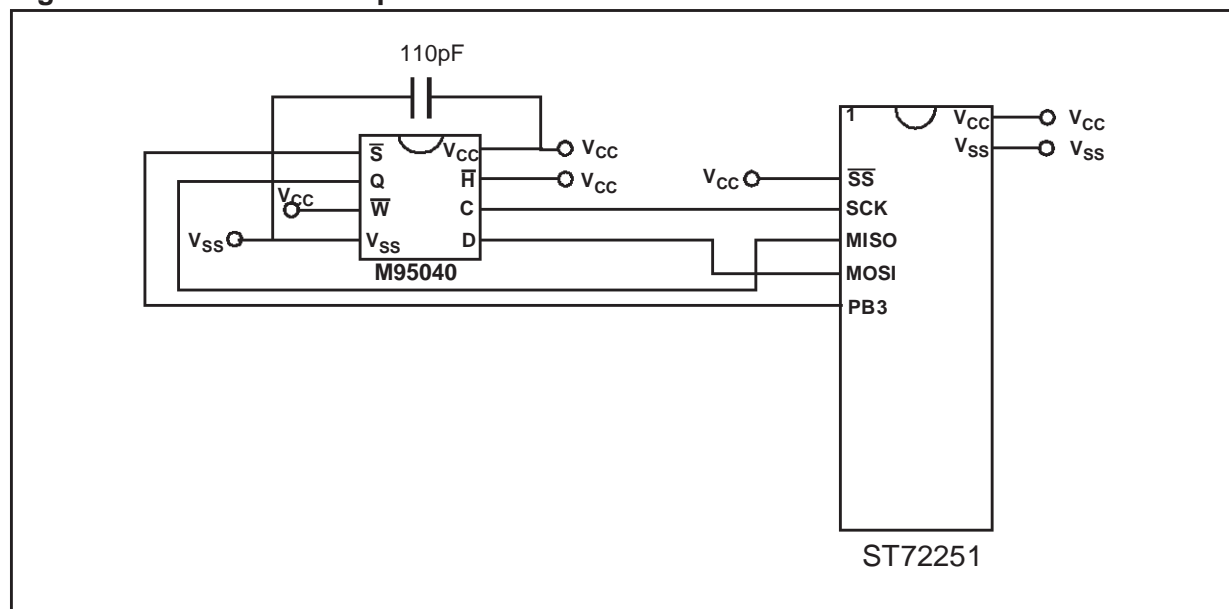 110pF
S
Q
W
VSS
VCC
H
C
D
M95040
VCC
VCC
VCC
VSS
1
VCC
VSS
SS
SCK
MISO
MOSI
PB3
VCC
VCC
VSS
ST72251